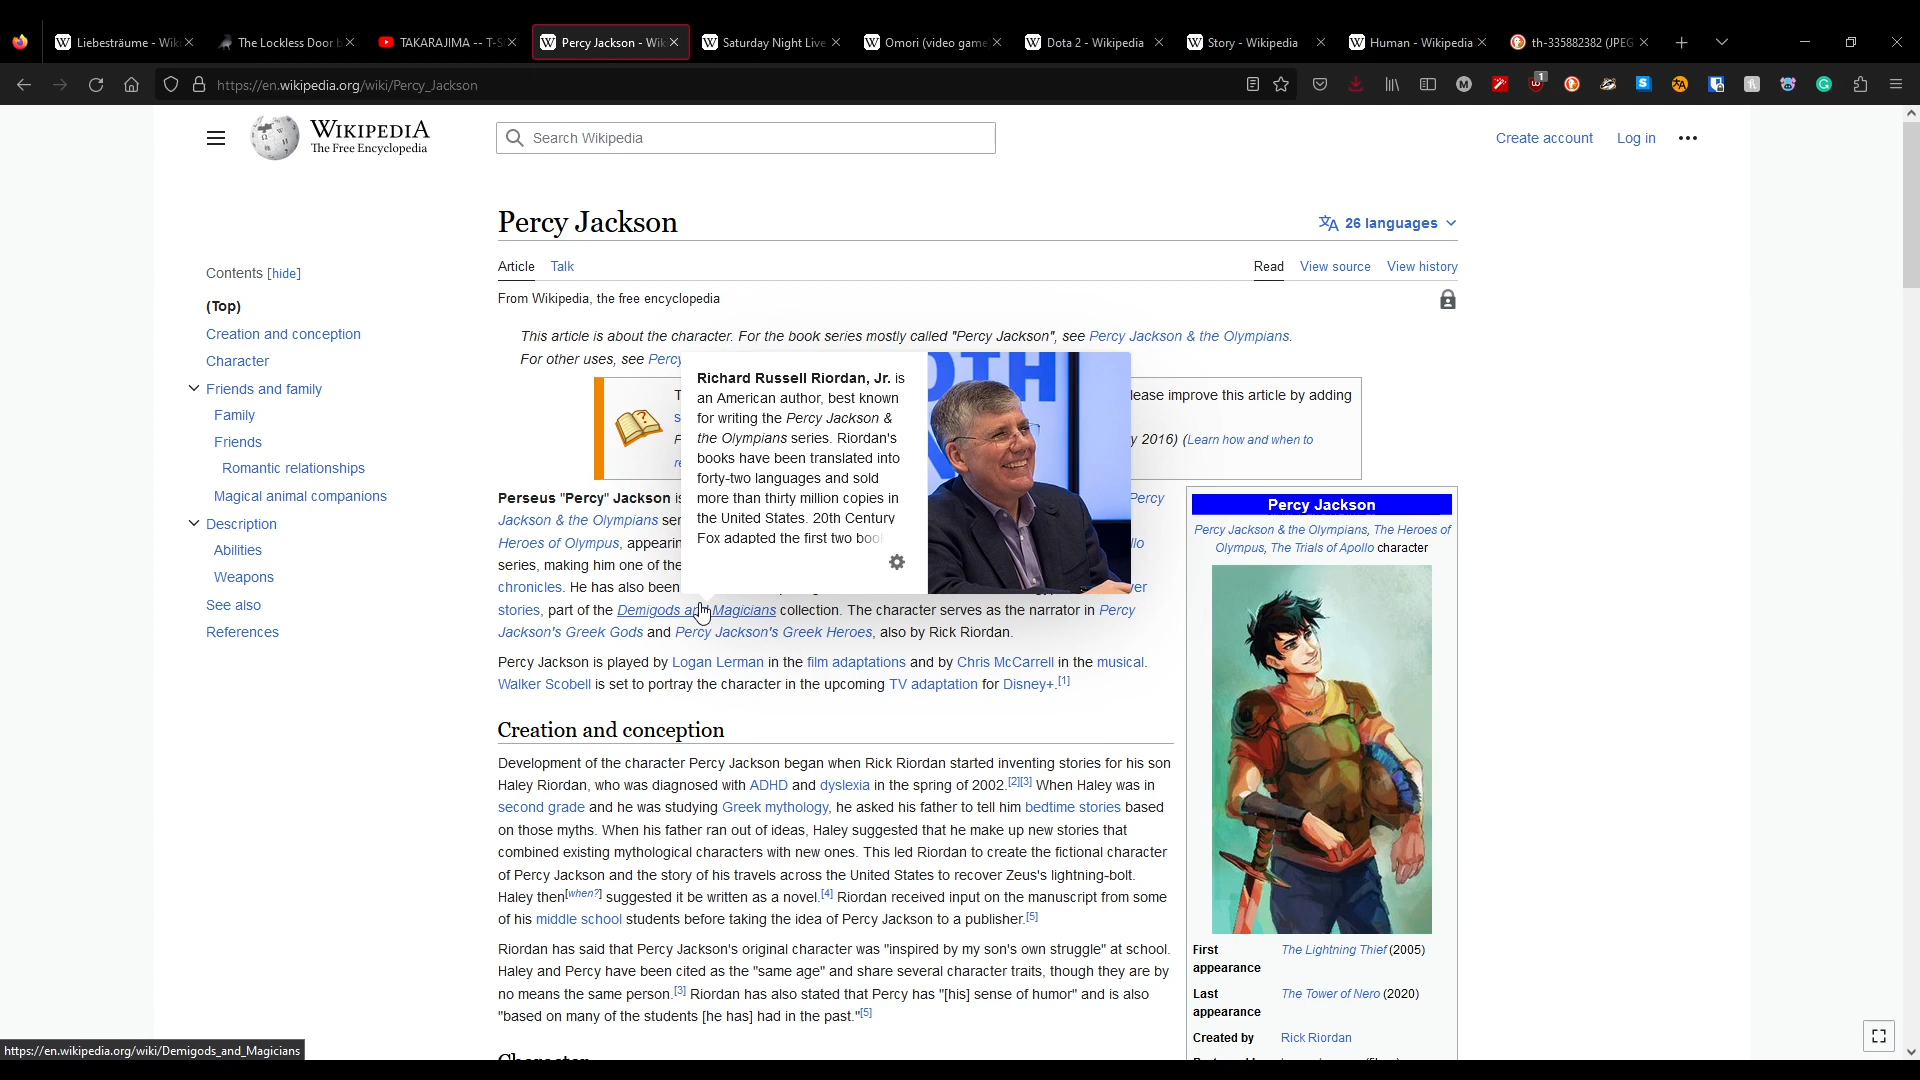 Liebesträume - Wiki
The Lockless Door b
TAKARAJIMA -- T-S
Percy Jackson - Wik
Saturday Night Live
Omori (video game
Dota 2 - Wikipedia
Story - Wikipedia
Human - Wikipedia
th-335882382 (JPEG
https://en.wikipedia.org/wiki/Percy_Jackson
1
WIKIPEDIA
The Free Encyclopedia
Search Wikipedia
Create account
Log in
Percy Jackson
26 languages
Article
Talk
Read
View source
View history
From Wikipedia, the free encyclopedia
Contents [hide]
(Top)
Creation and conception
Character
Friends and family
Family
Friends
Romantic relationships
Magical animal companions
Description
Abilities
Weapons
See also
References
This article is about the character. For the book series mostly called "Percy Jackson", see Percy Jackson & the Olympians.
For other uses, see Percy
lease improve this article by adding
y 2016) (Learn how and when to
Richard Russell Riordan, Jr. is
an American author, best known
for writing the Percy Jackson &
the Olympians series. Riordan's
books have been translated into
forty-two languages and sold
more than thirty million copies in
the United States. 20th Century
Fox adapted the first two boo
OTH
Perseus "Percy" Jackson is Percy
Jackson & the Olympians ser
Heroes of Olympus, appearin llo
series, making him one of the
chronicles. He has also been ver
stories, part of the Demigods and Magicians collection. The character serves as the narrator in Percy
Jackson's Greek Gods and Percy Jackson's Greek Heroes, also by Rick Riordan.
Percy Jackson is played by Logan Lerman in the film adaptations and by Chris McCarrell in the musical.
Walker Scobell is set to portray the character in the upcoming TV adaptation for Disney+.[1]
Creation and conception
Development of the character Percy Jackson began when Rick Riordan started inventing stories for his son
Haley Riordan, who was diagnosed with ADHD and dyslexia in the spring of 2002.[2][3] When Haley was in
second grade and he was studying Greek mythology, he asked his father to tell him bedtime stories based
on those myths. When his father ran out of ideas, Haley suggested that he make up new stories that
combined existing mythological characters with new ones. This led Riordan to create the fictional character
of Percy Jackson and the story of his travels across the United States to recover Zeus's lightning-bolt.
Haley then[when?] suggested it be written as a novel.[4] Riordan received input on the manuscript from some
of his middle school students before taking the idea of Percy Jackson to a publisher.[5]
Riordan has said that Percy Jackson's original character was "inspired by my son's own struggle" at school.
Haley and Percy have been cited as the "same age" and share several character traits, though they are by
no means the same person.[3] Riordan has also stated that Percy has "[his] sense of humor" and is also
"based on many of the students [he has] had in the past."[5]
Character
Percy Jackson
Percy Jackson & the Olympians, The Heroes of
Olympus, The Trials of Apollo character
First appearance
The Lightning Thief (2005)
Last appearance
The Tower of Nero (2020)
Created by
Rick Riordan
https://en.wikipedia.org/wiki/Demigods_and_Magicians